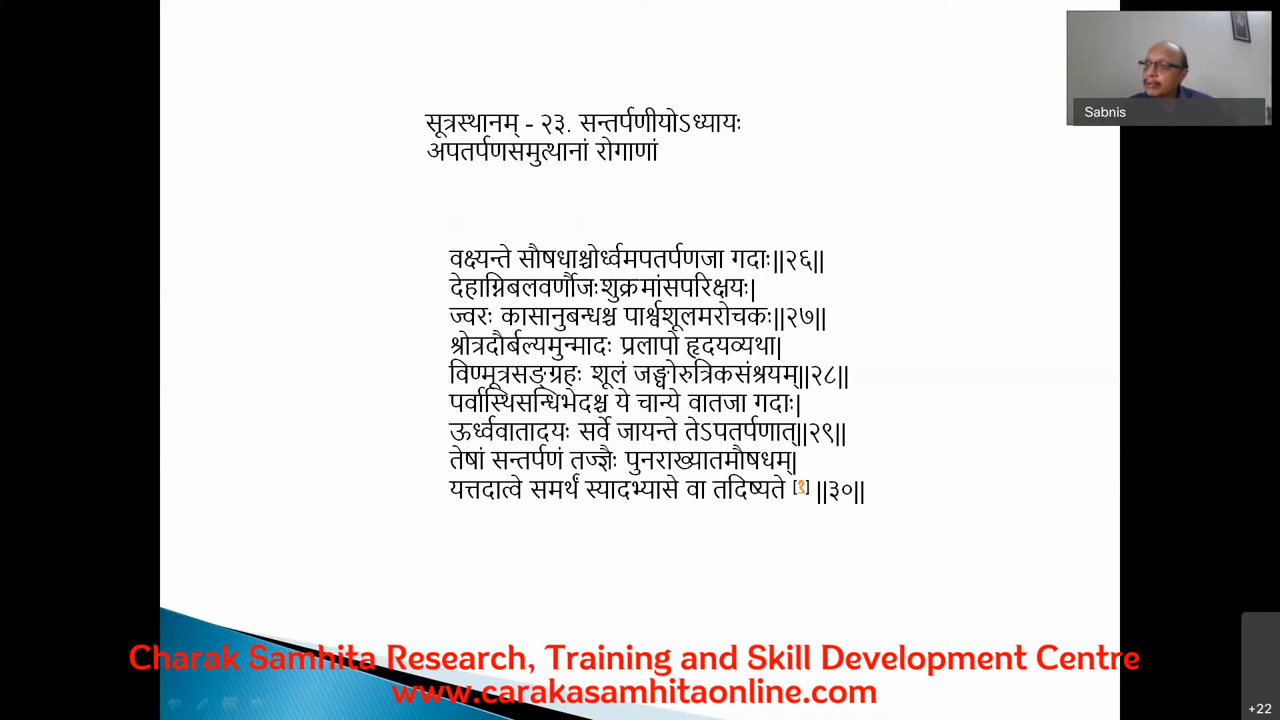 सूत्रस्थानम् - २३. सन्तर्पणीयोऽध्यायः
अपतर्पणसमुत्थानां रोगाणां
वक्ष्यन्ते सौषधाश्चोर्ध्वमपतर्पणजा गदाः||२६||
देहाग्निबलवर्णौजःशुक्रमांसपरिक्षयः|
ज्वरः कासानुबन्धश्च पार्श्वशूलमरोचकः||२७||
श्रोत्रदौर्बल्यमुन्मादः प्रलापो हृदयव्यथा|
विण्मूत्रसङ्ग्रहः शूलं जङ्घोरुत्रिकसंश्रयम्||२८||
पर्वास्थिसन्धिभेदश्च ये चान्ये वातजा गदाः|
ऊर्ध्ववातादयः सर्वे जायन्ते तेऽपतर्पणात्||२९||
तेषां सन्तर्पणं तज्ज्ञैः पुनराख्यातमौषधम्|
यत्तदात्वे समर्थं स्यादभ्यासे वा तदिष्यते [१] ||३०||
Sabnis
Charak Samhita Research, Training and Skill Development Centre
www.carakasamhitaonline.com
+22